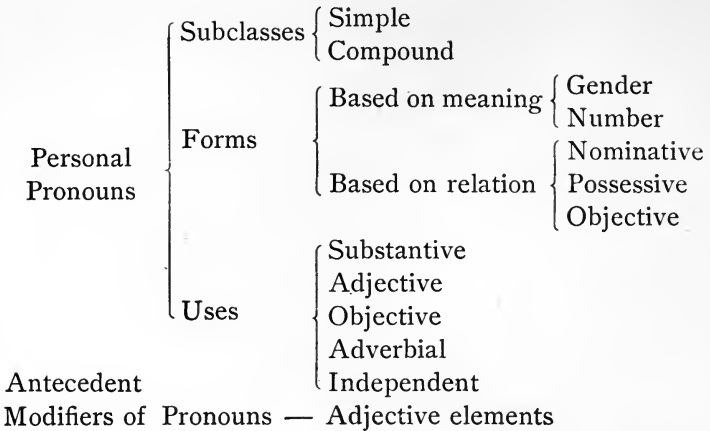 Personal Pronouns
Subclasses
Simple
Compound
Forms
Based on meaning
Gender
Number
Based on relation
Nominative
Possessive
Objective
Uses
Substantive
Adjective
Objective
Adverbial
Independent
Antecedent
Modifiers of Pronouns — Adjective elements